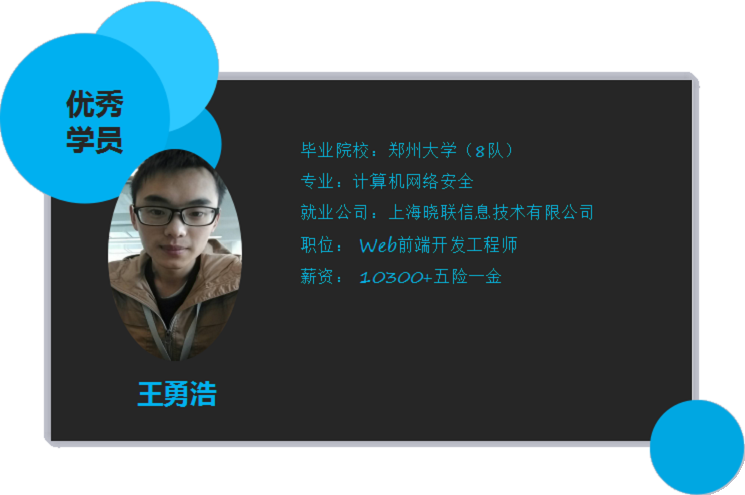 优秀
学员
毕业院校：郑州大学（8队）
专业：计算机网络安全
就业公司：上海晓联信息技术有限公司
职位： Web前端开发工程师
薪资： 10300+五险一金
王勇浩